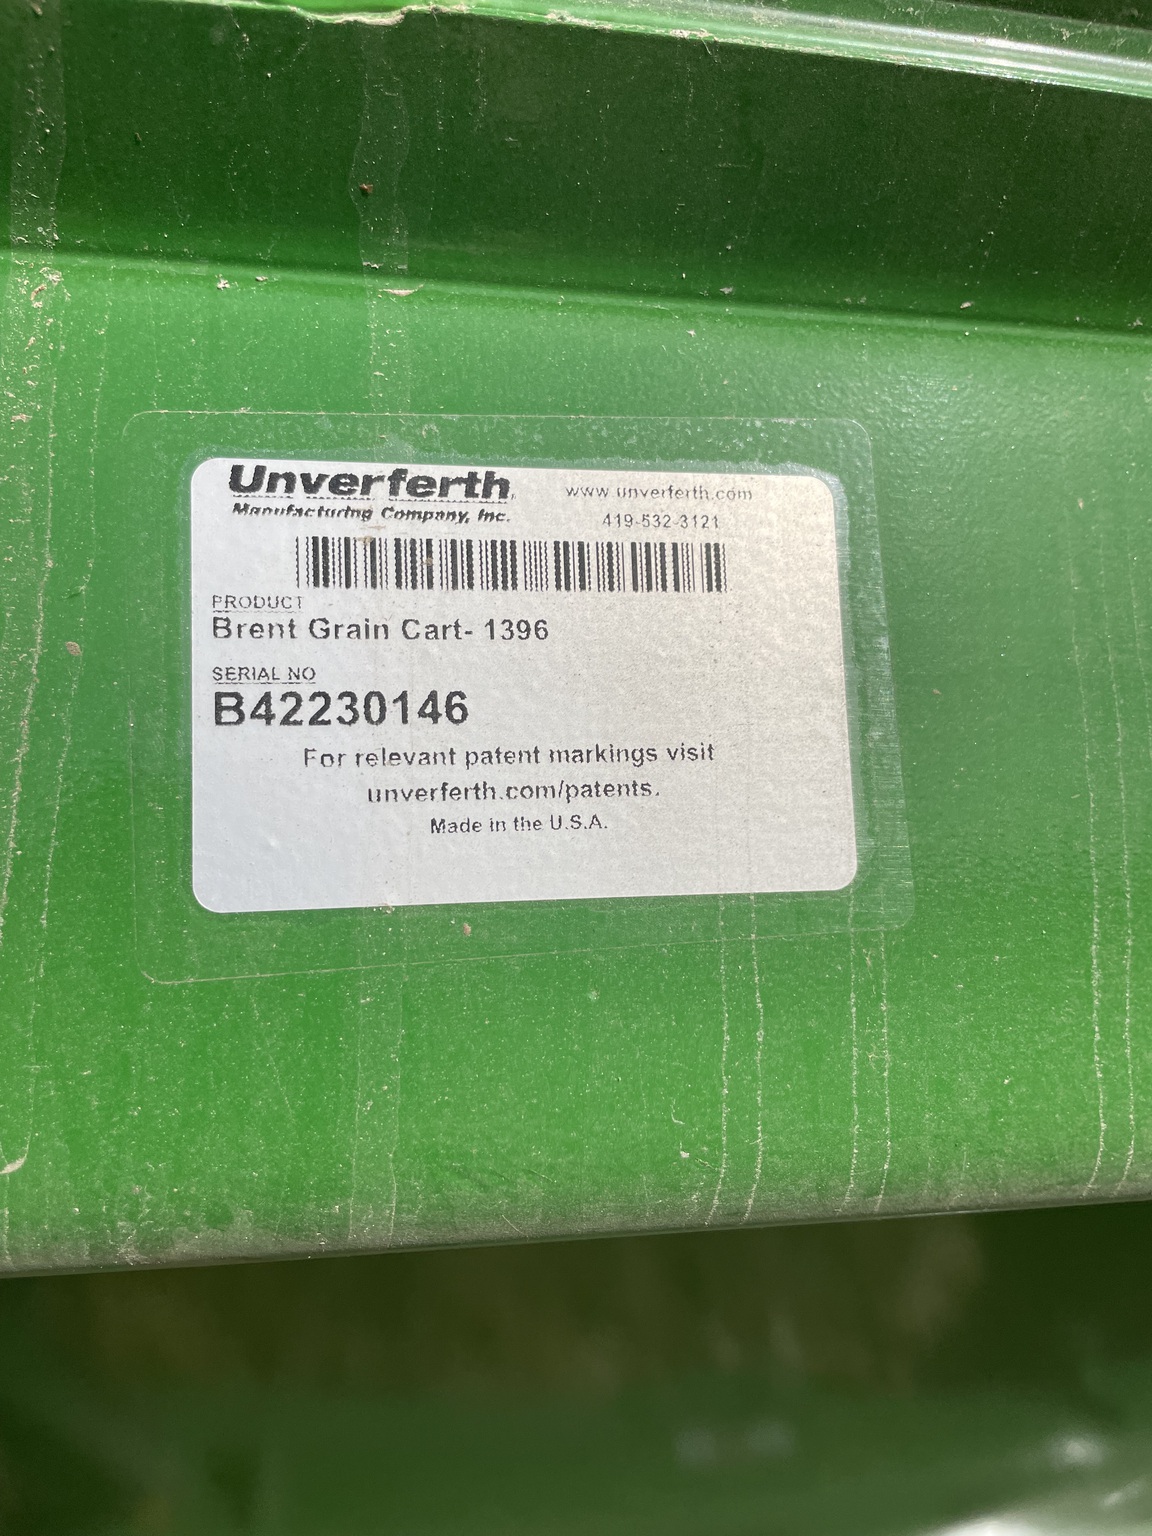 Unverferth
www.unverferth.com
Manufacturing Company, Inc.
419-532-3121
PRODUCT
Brent Grain Cart- 1396
SERIAL NO
B42230146
For relevant patent markings visit
unverferth.com/patents.
Made in the U.S.A.